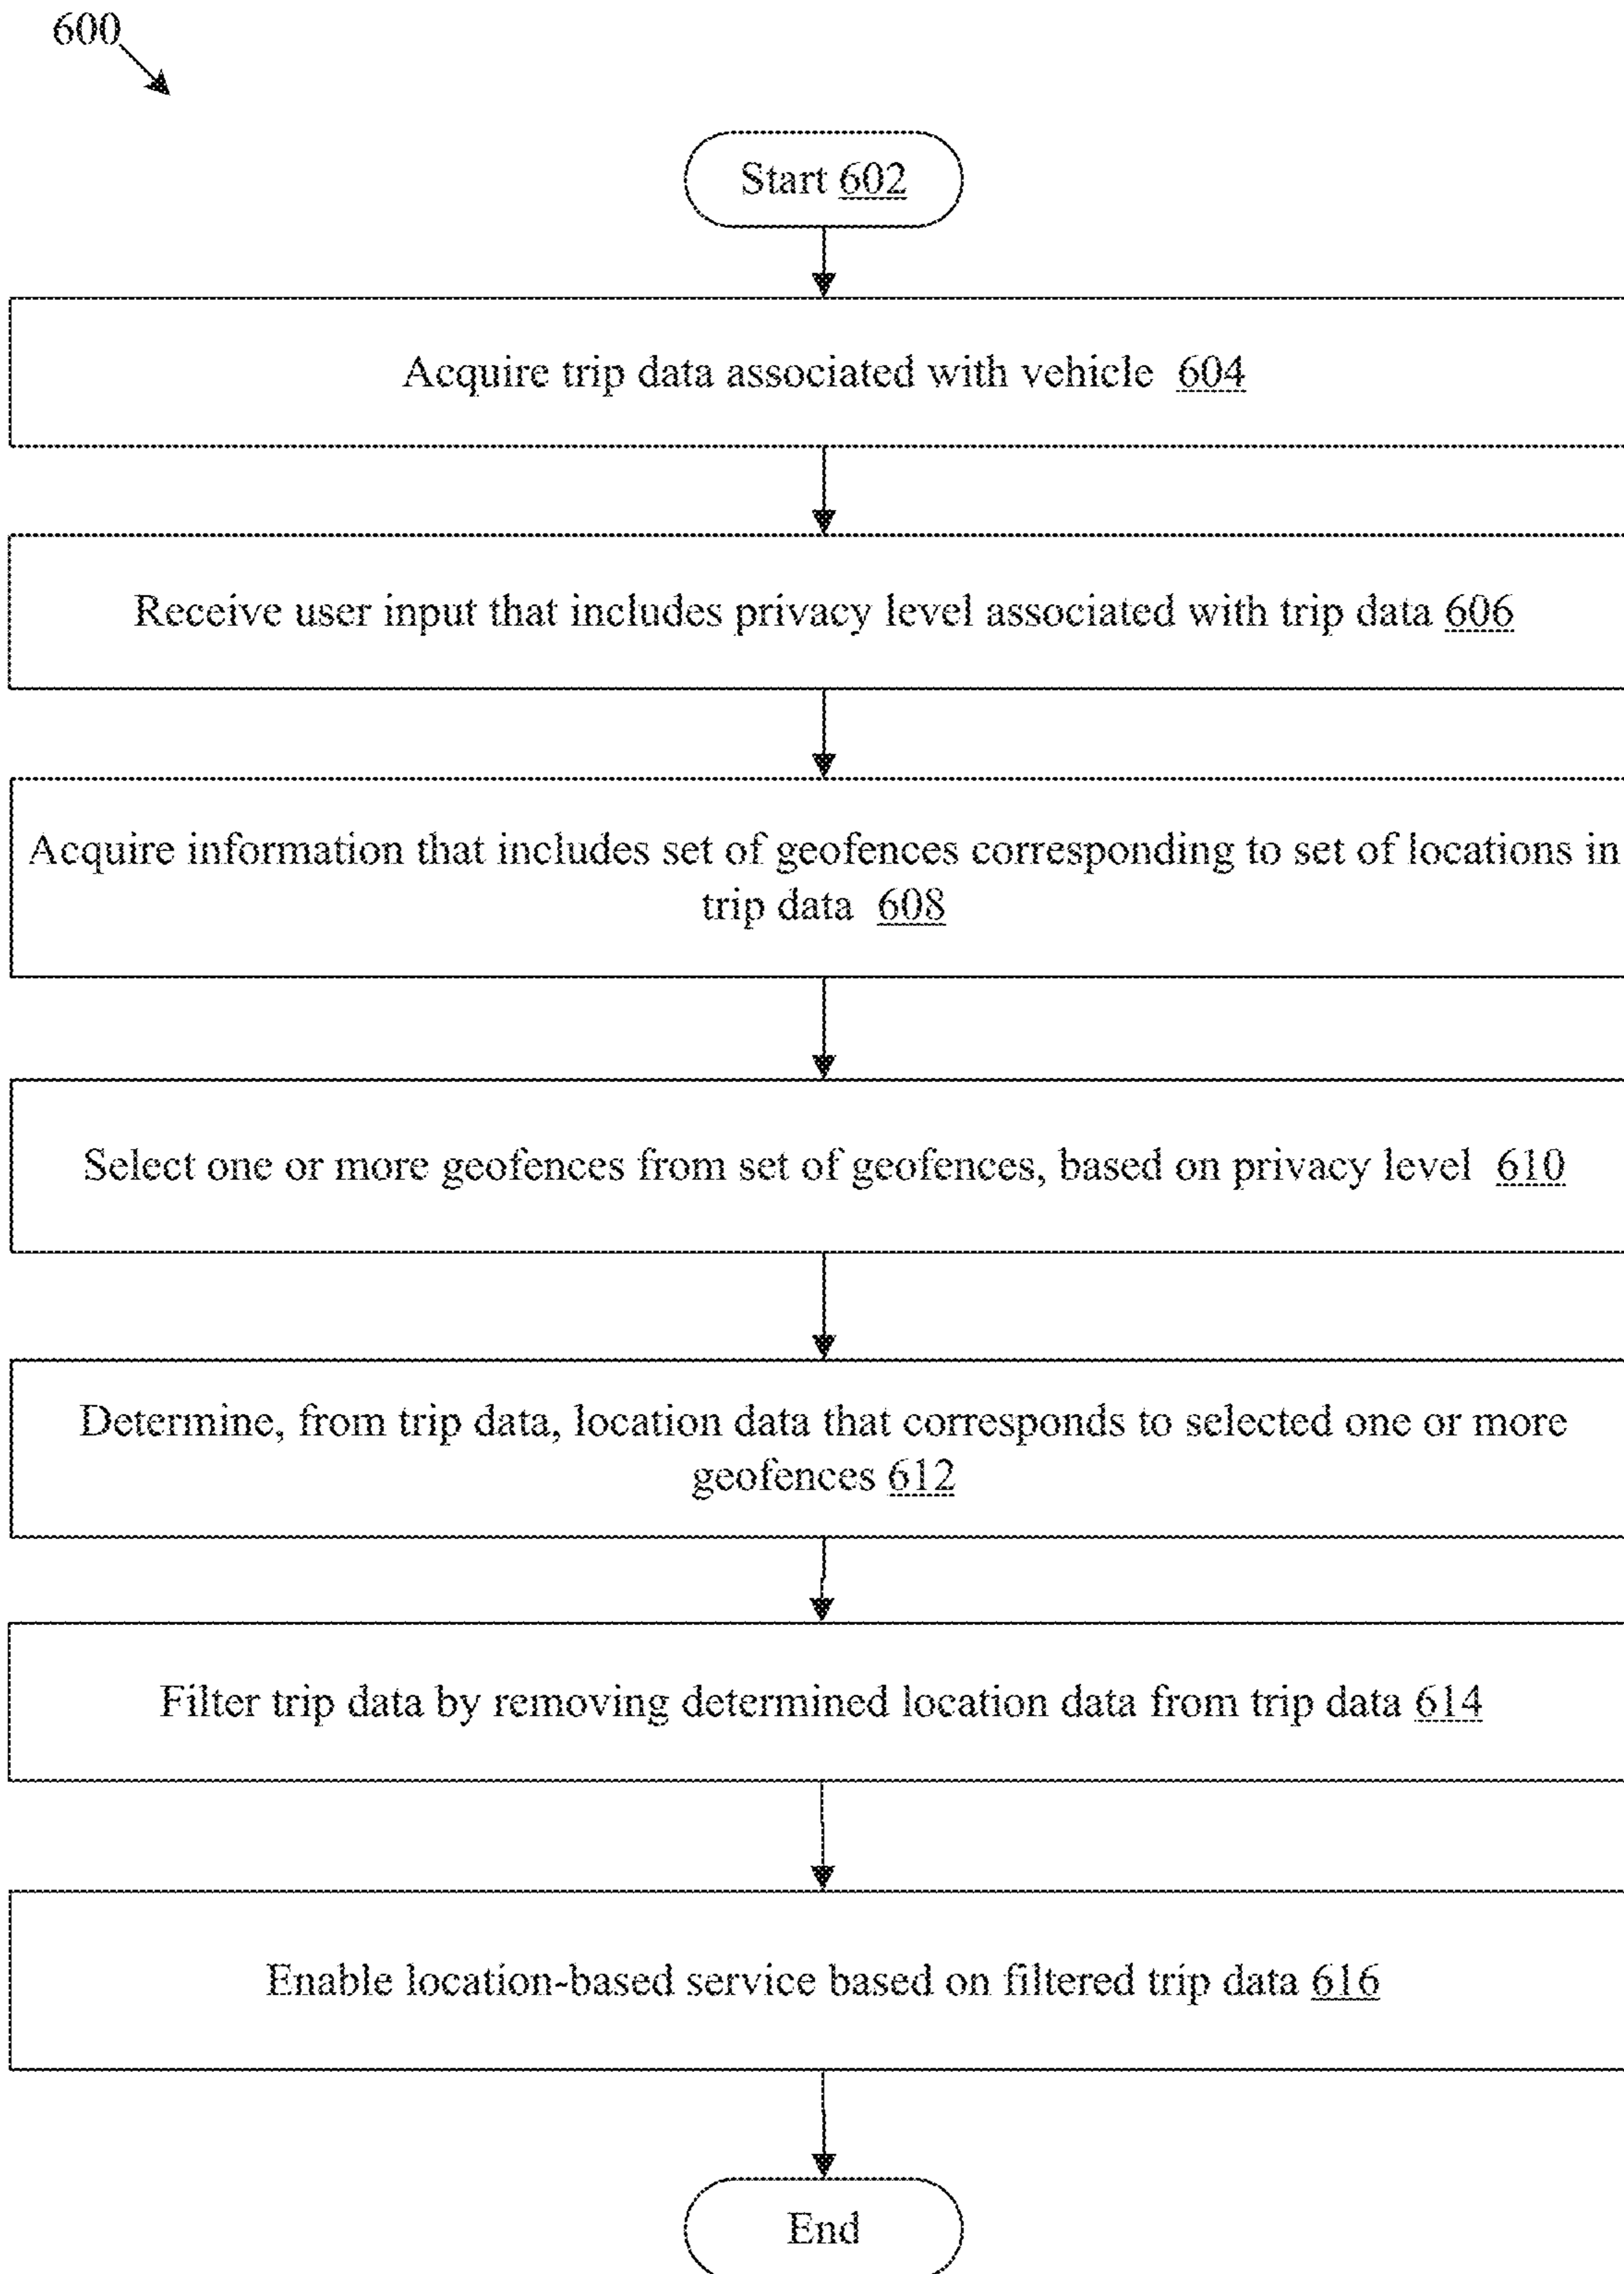 600
Start 602
Acquire trip data associated with vehicle 604
Receive user input that includes privacy level associated with trip data 606
Acquire information that includes set of geofences corresponding to set of locations in
trip data 608
Select one or more geofences from set of geofences, based on privacy level 610
Determine, from trip data, location data that corresponds to selected one or more
geofences 612
Filter trip data by removing determined location data from trip data 614
Enable location-based service based on filtered trip data 616
End